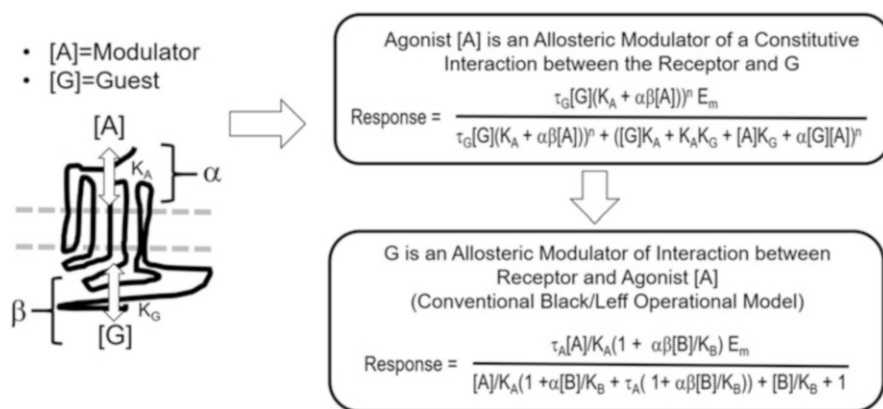 • [A]=Modulator
• [G]=Guest
[A]
K_A
α
β
K_G
[G]
Agonist [A] is an Allosteric Modulator of a Constitutive
Interaction between the Receptor and G
τ_G[G](K_A + αβ[A]))ⁿ E_m
Response =
τ_G[G](K_A + αβ[A]))ⁿ + ([G]K_A + K_AK_G + [A]K_G + α[G][A])ⁿ
G is an Allosteric Modulator of Interaction between
Receptor and Agonist [A]
(Conventional Black/Leff Operational Model)
τ_A[A]/K_A(1 + αβ[B]/K_B) E_m
Response =
[A]/K_A(1 +α[B]/K_B + τ_A( 1+ αβ[B]/K_B)) + [B]/K_B + 1